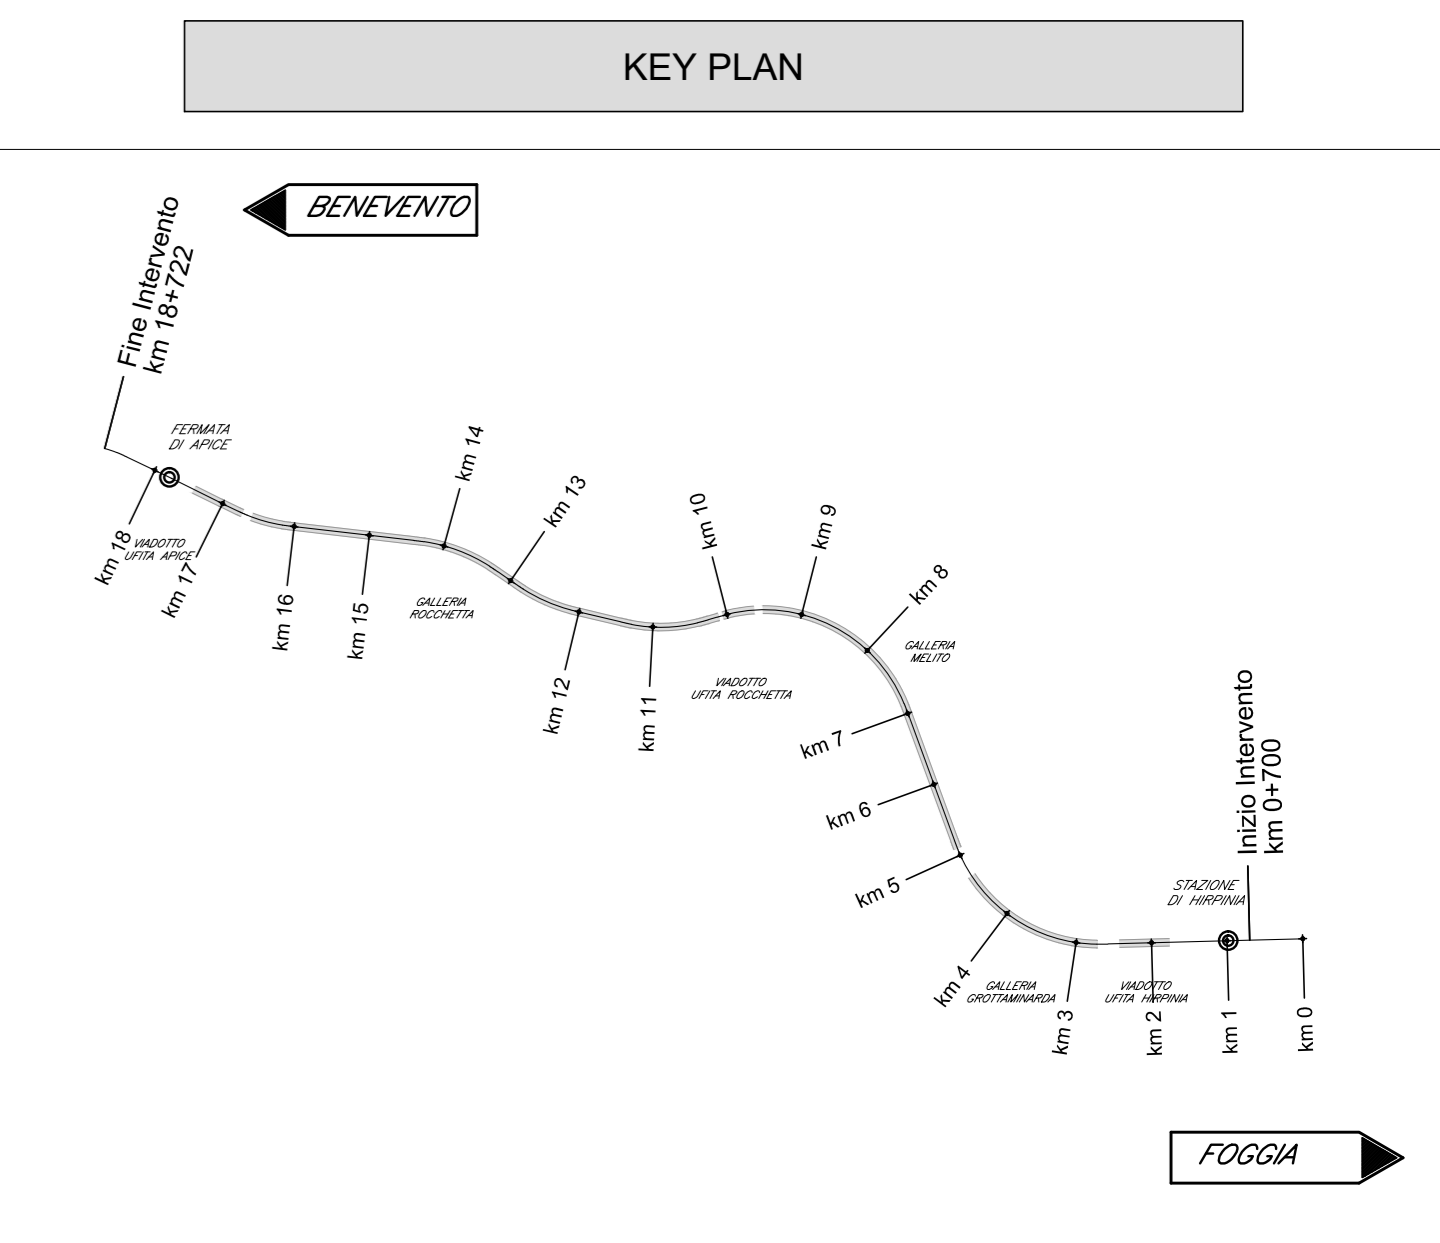 KEY PLAN
BENEVENTO
Fine Intervento
km 18+722
FERMATA
DI APICE
km 18
VIADOTTO
UFITA APICE
km 17
km 16
km 15
km 14
GALLERIA
ROCCHETTA
km 13
km 12
km 11
km 10
VIADOTTO
UFITA ROCCHETTA
km 9
km 8
GALLERIA
MELITO
km 7
km 6
km 5
km 4
GALLERIA
GROTTAMINARDA
km 3
VIADOTTO
UFITA HIRPINIA
km 2
STAZIONE
DI HIRPINIA
Inizio Intervento
km 0+700
km 1
km 0
FOGGIA